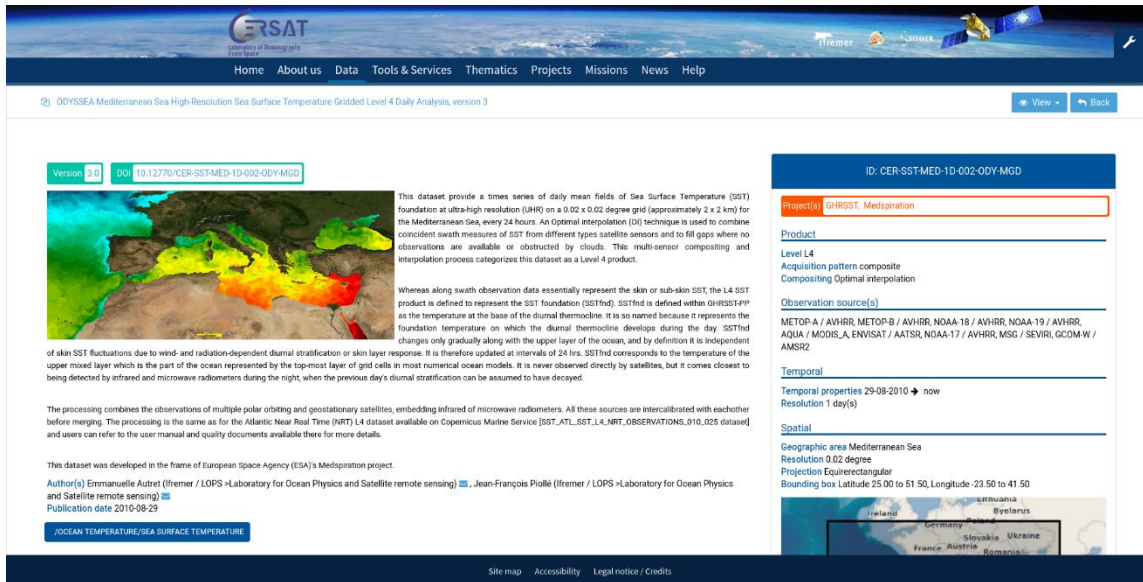 CERSAT
Laboratory of Oceanography
From Space
ifremer
SISMER
Home About us Data Tools & Services Thematics Projects Missions News Help
ODYSSEA Mediterranean Sea High-Resolution Sea Surface Temperature Gridded Level 4 Daily Analysis, version 3
View
Back
Version 3.0 DOI 10.12770/CER-SST-MED-1D-002-ODY-MGD
This dataset provide a times series of daily mean fields of Sea Surface Temperature (SST)
foundation at ultra-high resolution (UHR) on a 0.02 x 0.02 degree grid (approximately 2 x 2 km) for
the Mediterranean Sea, every 24 hours. An Optimal interpolation (OI) technique is used to combine
coincident swath measures of SST from different types satellite sensors and to fill gaps where no
observations are available or obstructed by clouds. This multi-sensor compositing and
interpolation process categorizes this dataset as a Level 4 product.
Whereas along swath observation data essentially represent the skin or sub-skin SST, the L4 SST
product is defined to represent the SST foundation (SSTfnd). SSTfnd is defined within GHRSST-PP
as the temperature at the base of the diurnal thermocline. It is so named because it represents the
foundation temperature on which the diurnal thermocline develops during the day. SSTfnd
changes only gradually along with the upper layer of the ocean, and by definition it is independent
of skin SST fluctuations due to wind- and radiation-dependent diurnal stratification or skin layer response. It is therefore updated at intervals of 24 hrs. SSTfnd corresponds to the temperature of the
upper mixed layer which is the part of the ocean represented by the top-most layer of grid cells in most numerical ocean models. It is never observed directly by satellites, but it comes closest to
being detected by infrared and microwave radiometers during the night, when the previous day's diurnal stratification can be assumed to have decayed.
The processing combines the observations of multiple polar orbiting and geostationary satellites, embedding infrared of microwave radiometers. All these sources are intercalibrated with eachother
before merging. The processing is the same as for the Atlantic Near Real Time (NRT) L4 dataset available on Copernicus Marine Service [SST_ATL_SST_L4_NRT_OBSERVATIONS_010_025 dataset]
and users can refer to the user manual and quality documents available there for more details.
This dataset was developed in the frame of European Space Agency (ESA)'s Medspiration project.
Author(s) Emmanuelle Autret (Ifremer / LOPS >Laboratory for Ocean Physics and Satellite remote sensing) , Jean-François Piollé (Ifremer / LOPS >Laboratory for Ocean Physics
and Satellite remote sensing)
Publication date 2010-08-29
/OCEAN TEMPERATURE/SEA SURFACE TEMPERATURE
ID: CER-SST-MED-1D-002-ODY-MGD
Project(s) GHRSST, Medspiration
Product
Level L4
Acquisition pattern composite
Compositing Optimal interpolation
Observation source(s)
METOP-A / AVHRR, METOP-B / AVHRR, NOAA-18 / AVHRR, NOAA-19 / AVHRR,
AQUA / MODIS_A, ENVISAT / AATSR, NOAA-17 / AVHRR, MSG / SEVIRI, GCOM-W /
AMSR2
Temporal
Temporal properties 29-08-2010 → now
Resolution 1 day(s)
Spatial
Geographic area Mediterranean Sea
Resolution 0.02 degree
Projection Equirerectangular
Bounding box Latitude 25.00 to 51.50, Longitude -23.50 to 41.50
Lithuania
Ireland
Byelarus
Germany
Poland
Slovakia
Ukraine
France
Austria
Romania
Site map Accessibility Legal notice / Credits